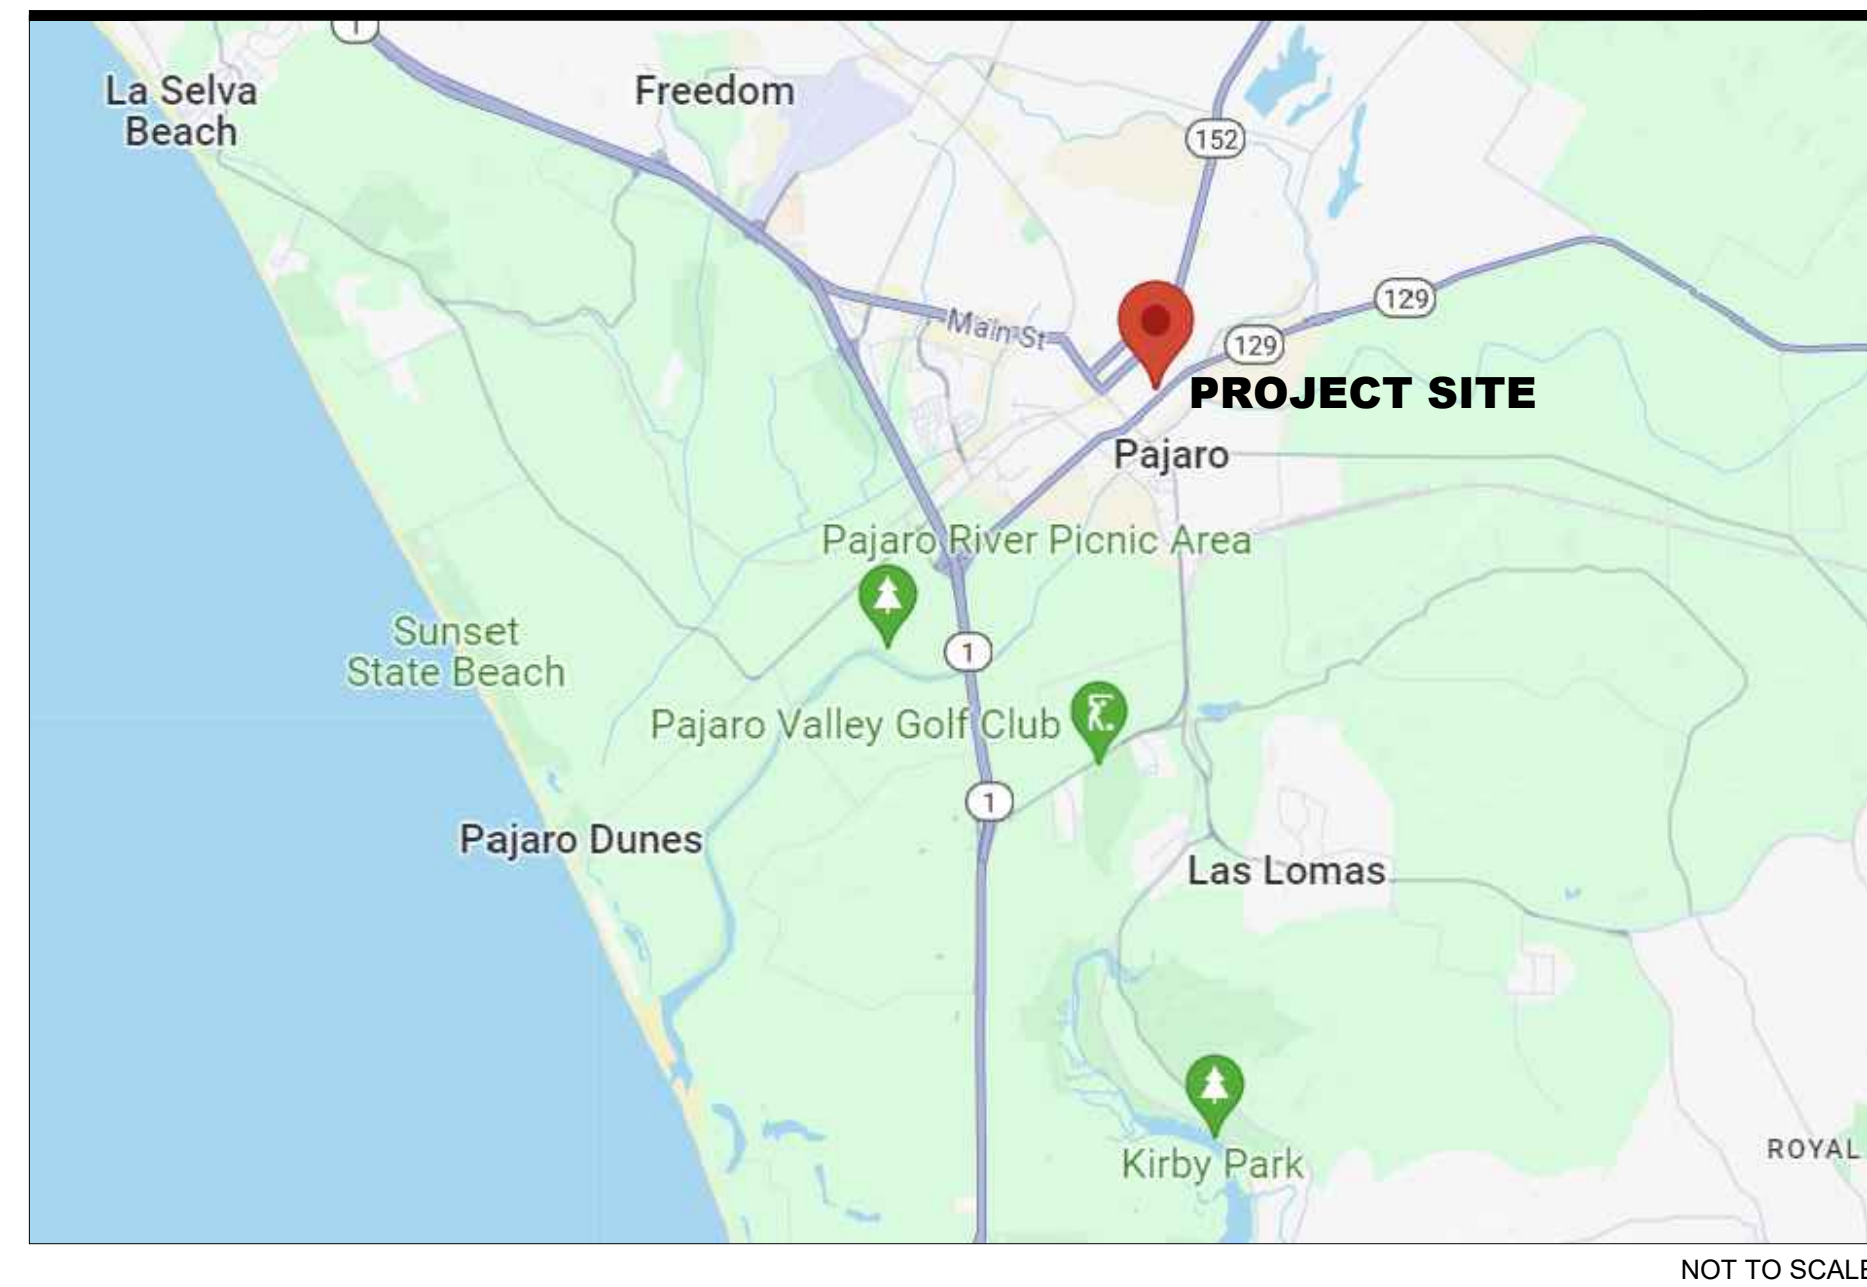 1
La Selva
Beach
Freedom
152
129
Main St
129
PROJECT SITE
Pajaro
Pajaro River Picnic Area
Sunset
State Beach
1
Pajaro Valley Golf Club
1
Pajaro Dunes
Las Lomas
Kirby Park
ROYAL
NOT TO SCALE